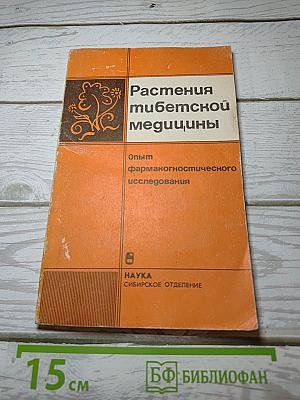 Растения
тибетской
медицины
Опыт
фармакогностического
исследования
НАУКА
СИБИРСКОЕ ОТДЕЛЕНИЕ
15 см
БФ БИБЛИОФАН